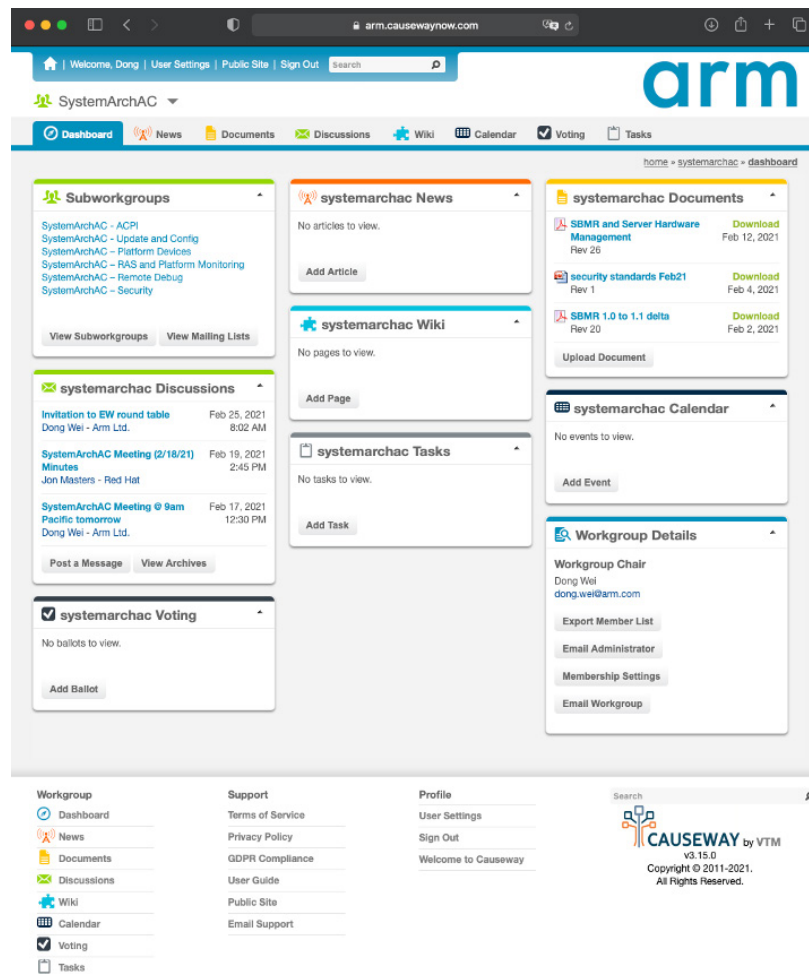 arm.causewaynow.com
| Welcome, Dong | User Settings | Public Site | Sign Out Search
arm
SystemArchAC
Dashboard News Documents Discussions Wiki Calendar Voting Tasks
home » systemarchac » dashboard
Subworkgroups
SystemArchAC - ACPI
SystemArchAC - Update and Config
SystemArchAC – Platform Devices
SystemArchAC – RAS and Platform Monitoring
SystemArchAC – Remote Debug
SystemArchAC – Security
View Subworkgroups View Mailing Lists
systemarchac Discussions
Invitation to EW round table Feb 25, 2021
Dong Wei - Arm Ltd. 8:02 AM
SystemArchAC Meeting (2/18/21) Feb 19, 2021
Minutes 2:45 PM
Jon Masters - Red Hat
SystemArchAC Meeting @ 9am Feb 17, 2021
Pacific tomorrow 12:30 PM
Dong Wei - Arm Ltd.
Post a Message View Archives
systemarchac Voting
No ballots to view.
Add Ballot
systemarchac News
No articles to view.
Add Article
systemarchac Wiki
No pages to view.
Add Page
systemarchac Tasks
No tasks to view.
Add Task
systemarchac Documents
SBMR and Server Hardware Download
Management Feb 12, 2021
Rev 26
security standards Feb21 Download
Rev 1 Feb 4, 2021
SBMR 1.0 to 1.1 delta Download
Rev 20 Feb 2, 2021
Upload Document
systemarchac Calendar
No events to view.
Add Event
Workgroup Details
Workgroup Chair
Dong Wei
dong.wei@arm.com
Export Member List
Email Administrator
Membership Settings
Email Workgroup
Workgroup
Dashboard
News
Documents
Discussions
Wiki
Calendar
Voting
Tasks
Support
Terms of Service
Privacy Policy
GDPR Compliance
User Guide
Public Site
Email Support
Profile
User Settings
Sign Out
Welcome to Causeway
Search
CAUSEWAY by VTM
v3.15.0
Copyright © 2011-2021.
All Rights Reserved.